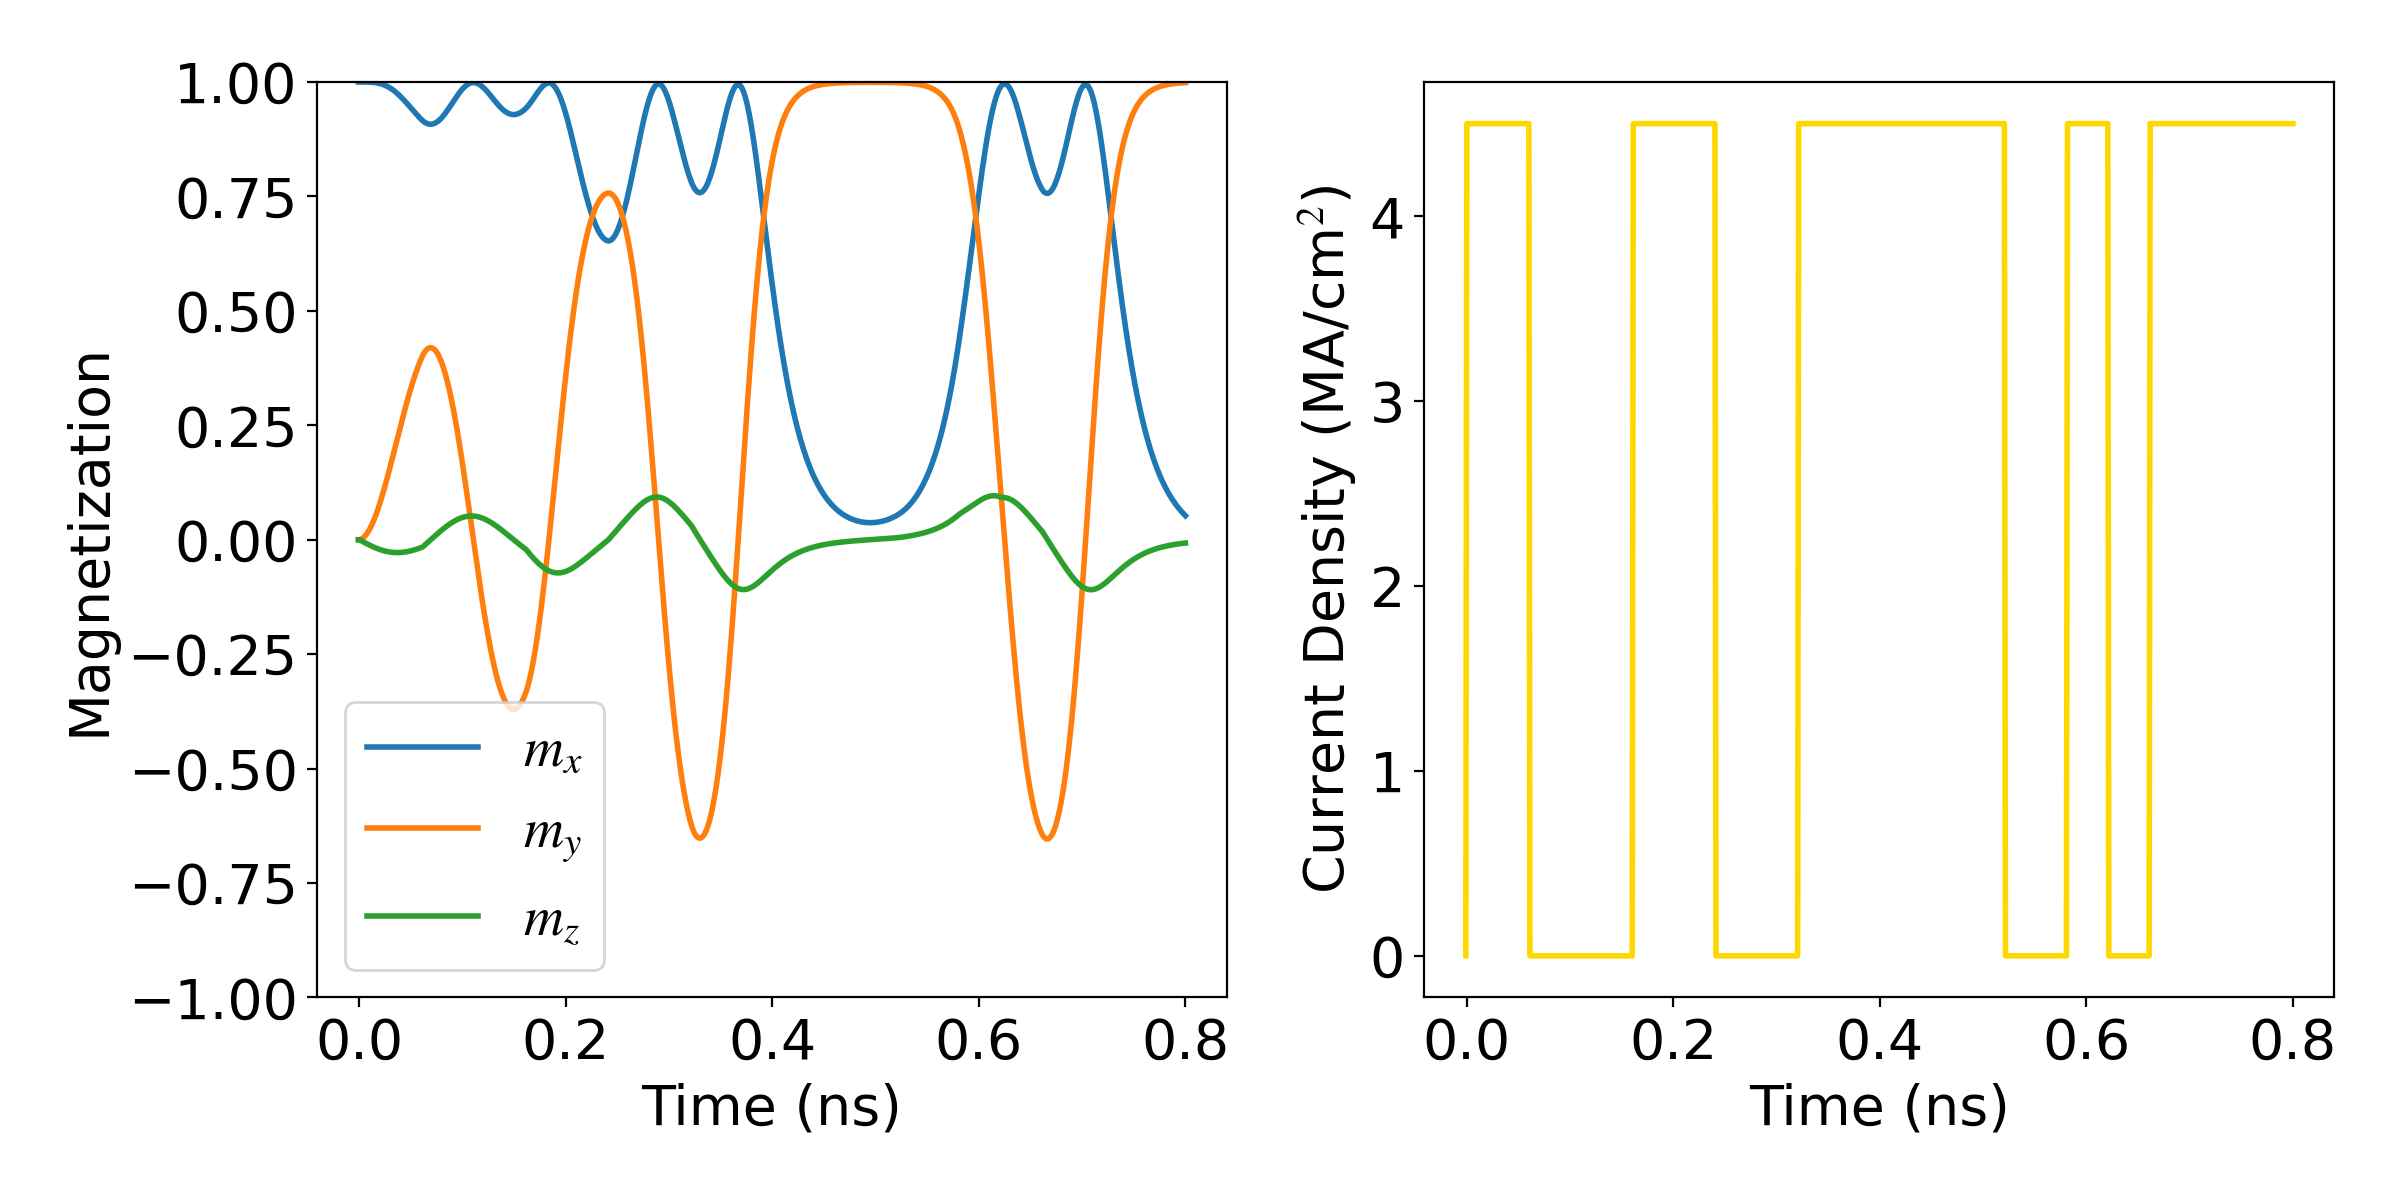 1.00
0.75
0.50
0.25
0.00
−0.25
−0.50
−0.75
−1.00
Magnetization
m_x
m_y
m_z
0.0 0.2 0.4 0.6 0.8
Time (ns)
4
3
2
1
0
Current Density (MA/cm²)
0.0 0.2 0.4 0.6 0.8
Time (ns)